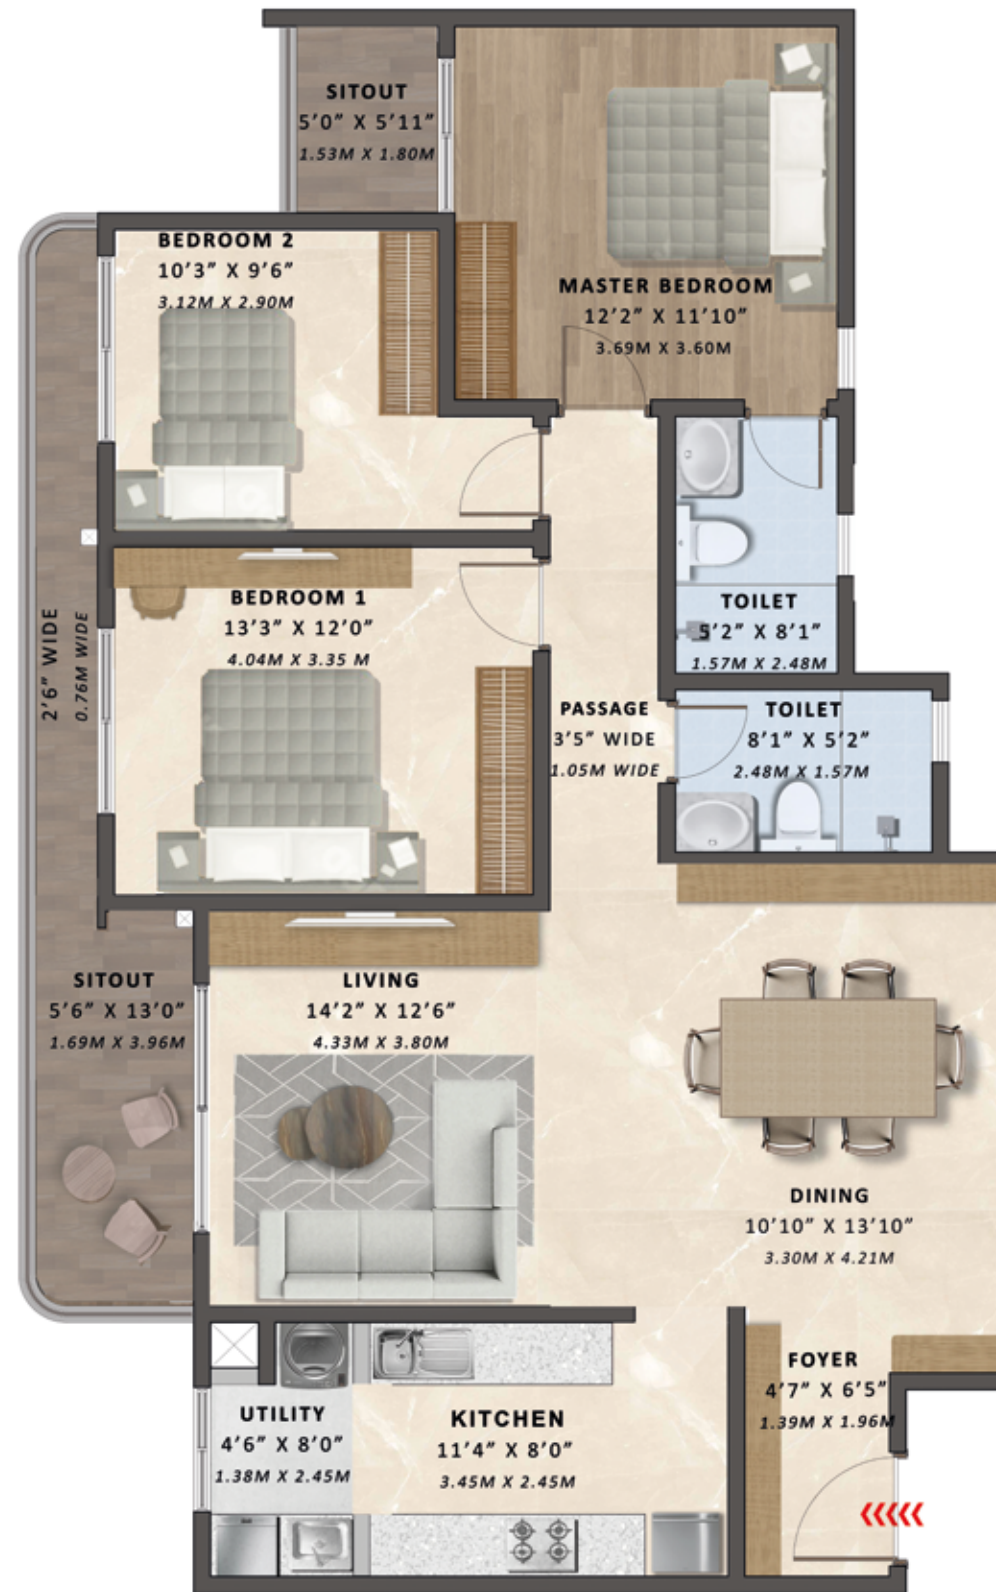 SITOUT
5'0" X 5'11"
1.53M X 1.80M
BEDROOM 2
10'3" X 9'6"
3.12M X 2.90M
MASTER BEDROOM
12'2" X 11'10"
3.69M X 3.60M
2'6" WIDE
0.76M WIDE
BEDROOM 1
13'3" X 12'0"
4.04M X 3.35 M
TOILET
5'2" X 8'1"
1.57M X 2.48M
PASSAGE
3'5" WIDE
1.05M WIDE
TOILET
8'1" X 5'2"
2.48M X 1.57M
SITOUT
5'6" X 13'0"
1.69M X 3.96M
LIVING
14'2" X 12'6"
4.33M X 3.80M
DINING
10'10" X 13'10"
3.30M X 4.21M
FOYER
4'7" X 6'5"
1.39M X 1.96M
UTILITY
4'6" X 8'0"
1.38M X 2.45M
KITCHEN
11'4" X 8'0"
3.45M X 2.45M